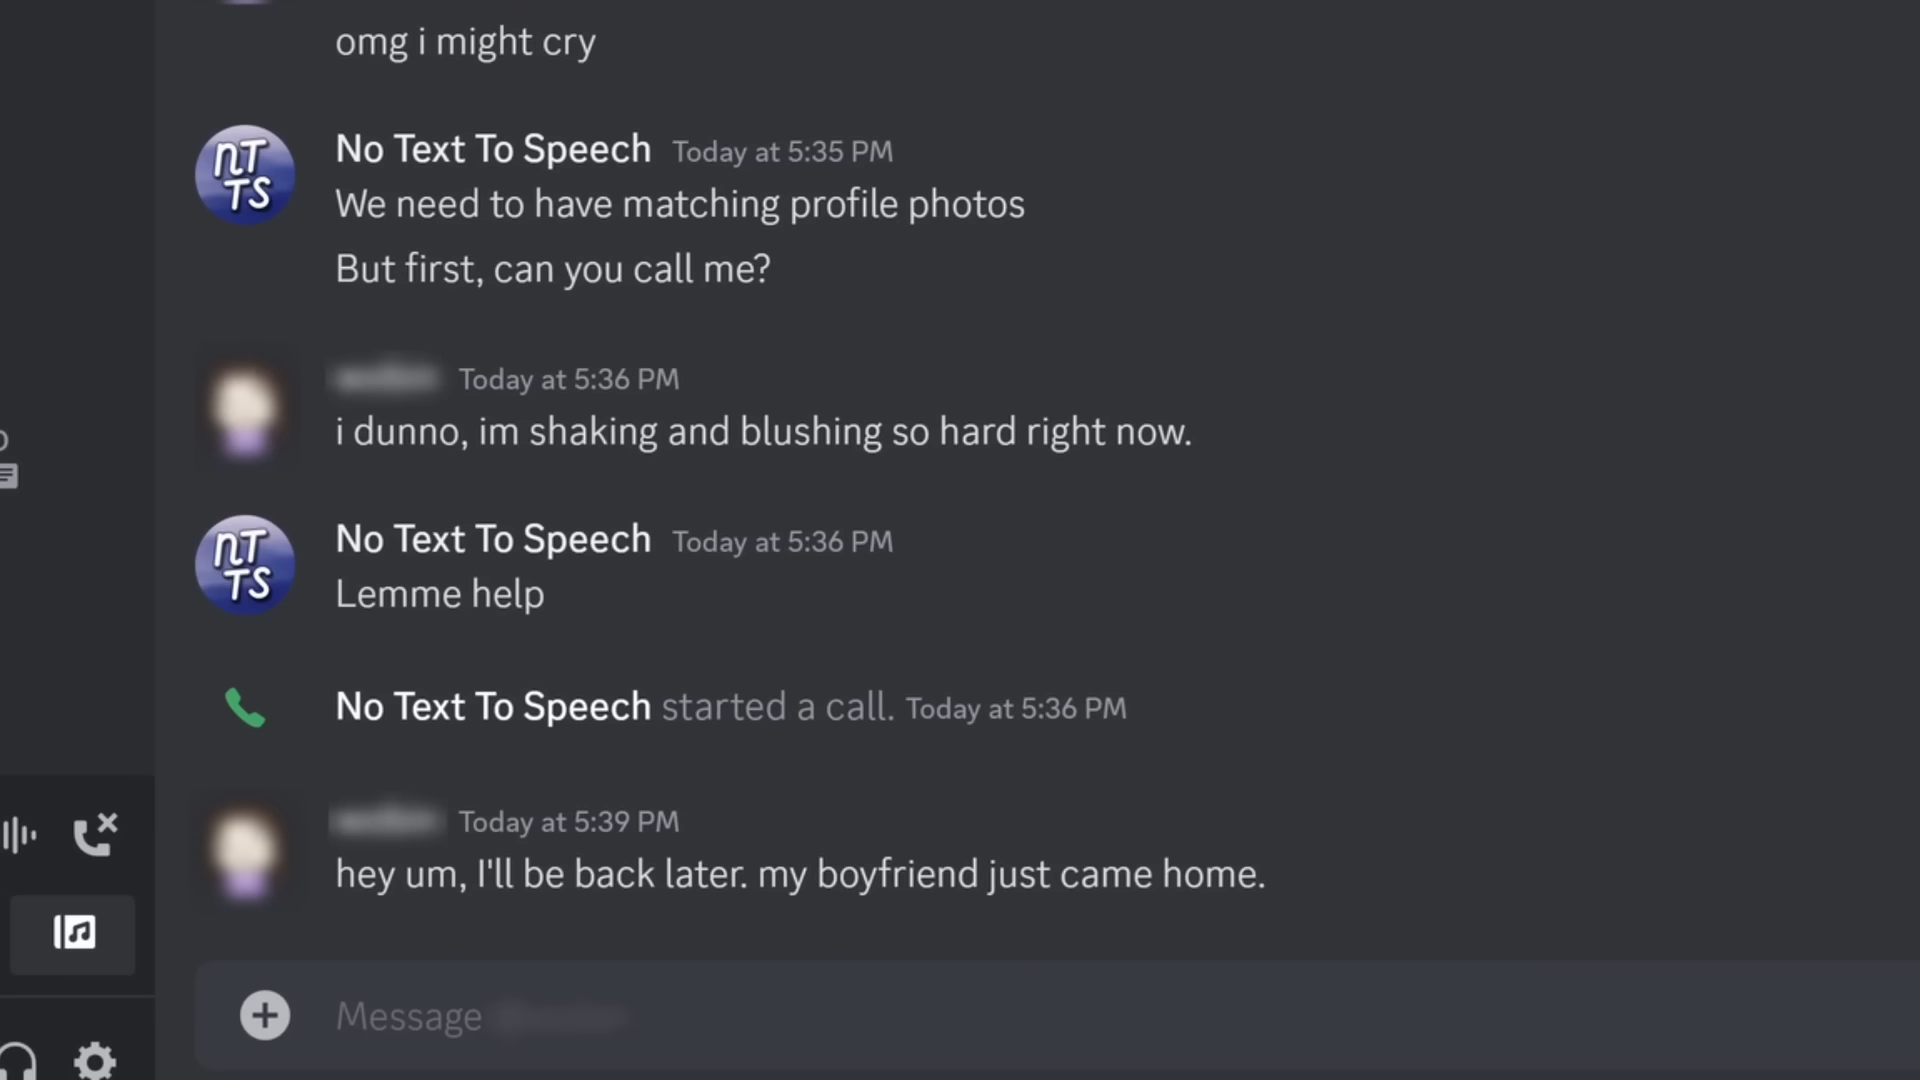 omg i might cry
nT
TS
No Text To Speech Today at 5:35 PM
We need to have matching profile photos
But first, can you call me?
Today at 5:36 PM
i dunno, im shaking and blushing so hard right now.
nT
TS
No Text To Speech Today at 5:36 PM
Lemme help
No Text To Speech started a call. Today at 5:36 PM
Today at 5:39 PM
hey um, I'll be back later. my boyfriend just came home.
Message